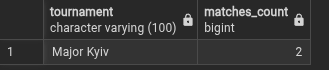 tournament matches_count
character varying (100) bigint
1 Major Kyiv 2